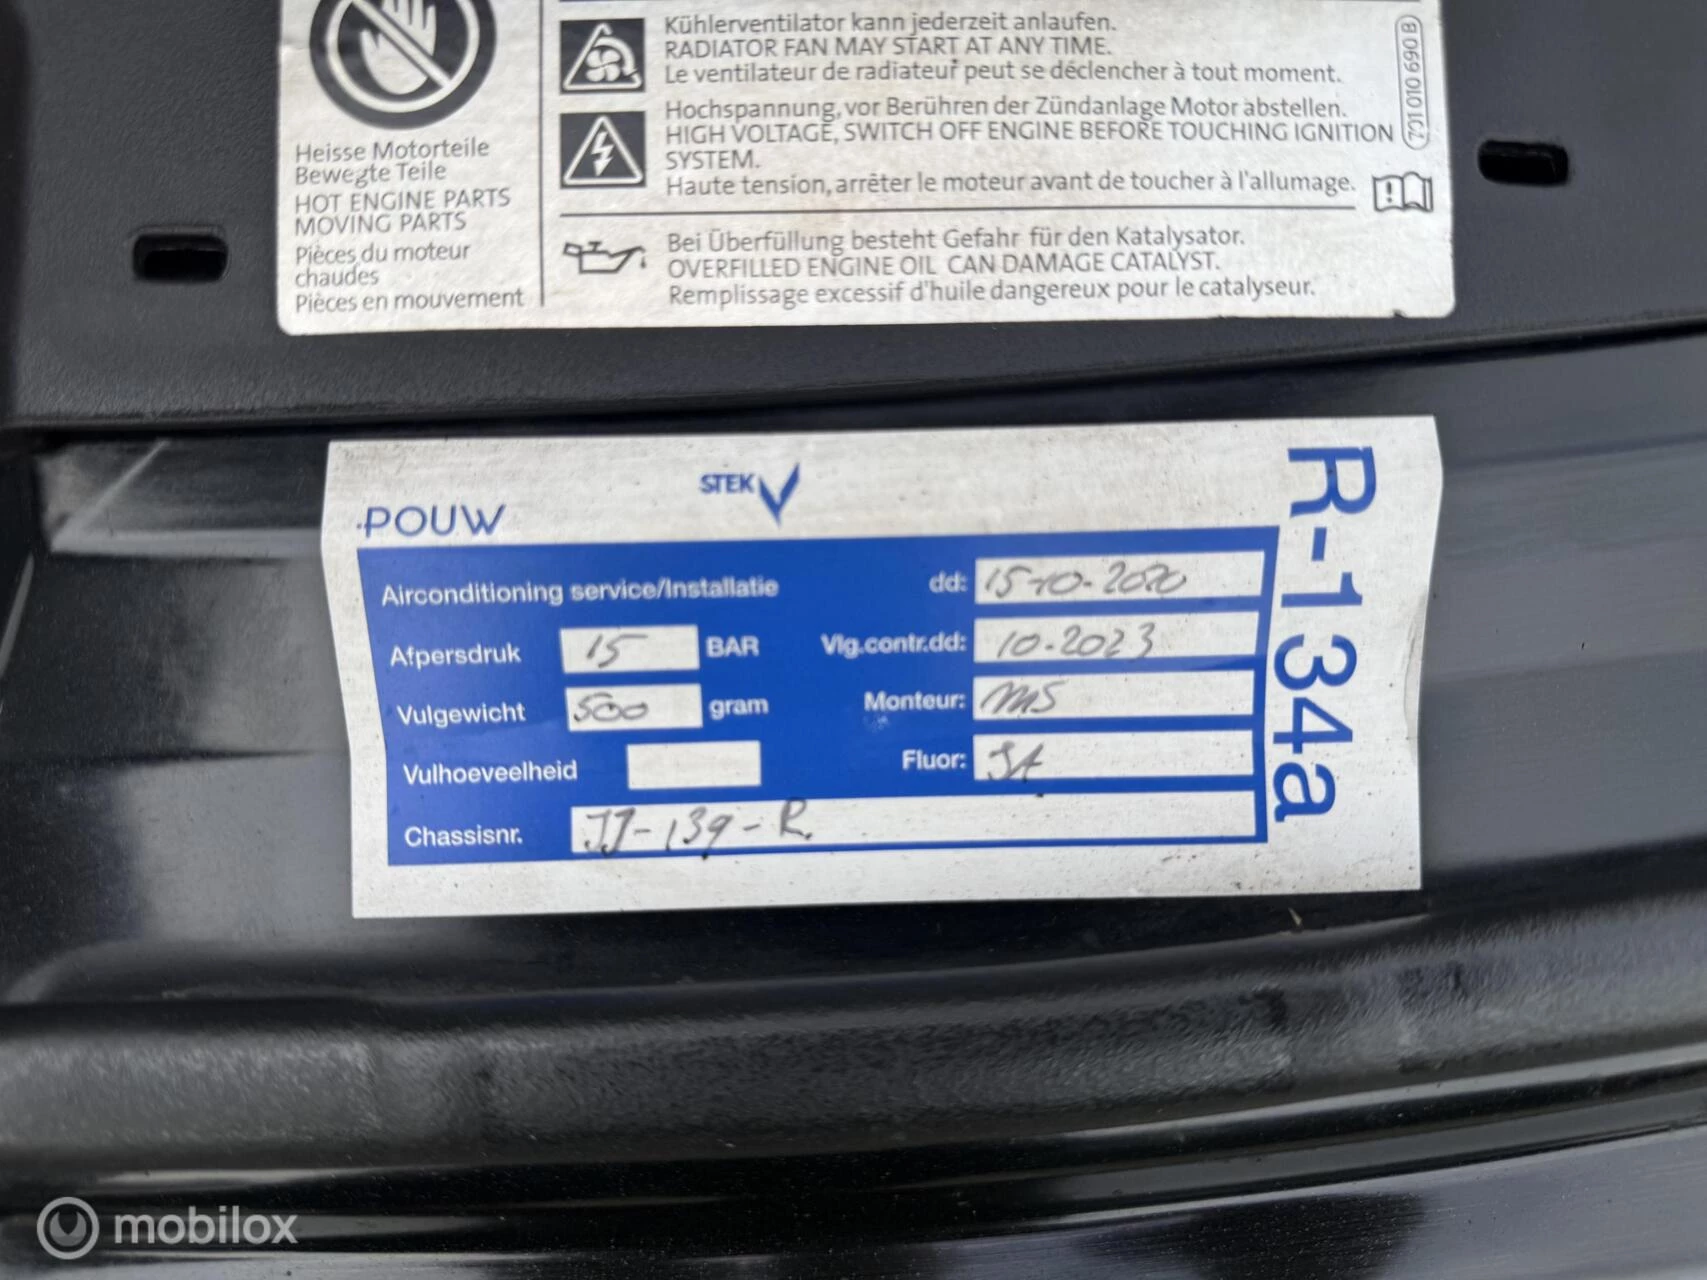 Kühlerventilator kann jederzeit anlaufen.
RADIATOR FAN MAY START AT ANY TIME.
Le ventilateur de radiateur peut se déclencher à tout moment.
Hochspannung, vor Berühren der Zündanlage Motor abstellen.
HIGH VOLTAGE, SWITCH OFF ENGINE BEFORE TOUCHING IGNITION
SYSTEM.
Haute tension, arrêter le moteur avant de toucher à l'allumage.
Bei Überfüllung besteht Gefahr für den Katalysator.
OVERFILLED ENGINE OIL CAN DAMAGE CATALYST.
Remplissage excessif d'huile dangereux pour le catalyseur.
Heisse Motorteile
Bewegte Teile
HOT ENGINE PARTS
MOVING PARTS
Pièces du moteur
chaudes
Pièces en mouvement
7Q1 010 690 B
POUW
STEK
R-134a
Airconditioning service/Installatie
dd: 15-10-2020
Afpersdruk 15 BAR
Vlg.contr.dd: 10-2023
Vulgewicht 500 gram
Monteur: MS
Vulhoeveelheid
Fluor: JA
Chassisnr. JJ-139-R.
mobilox